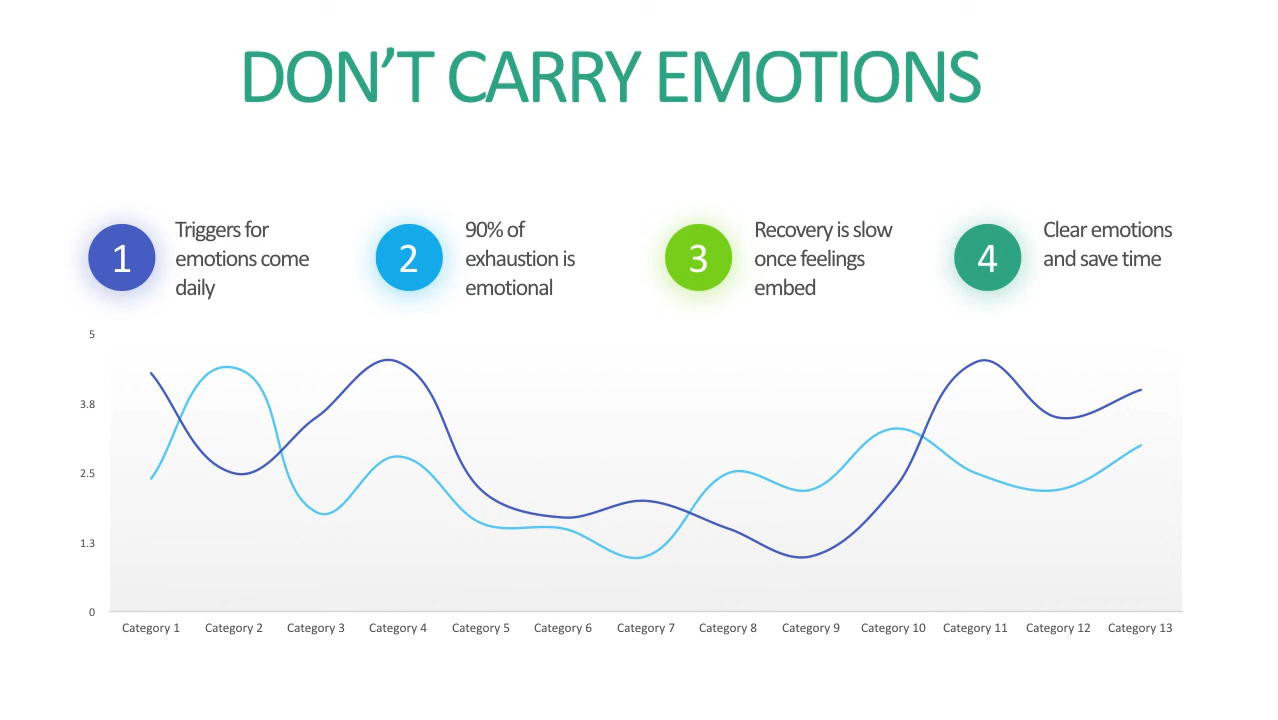 DON’T CARRY EMOTIONS
1
Triggers for
emotions come
daily
2
90% of
exhaustion is
emotional
3
Recovery is slow
once feelings
embed
4
Clear emotions
and save time
5
3.8
2.5
1.3
0
Category 1 Category 2 Category 3 Category 4 Category 5 Category 6 Category 7 Category 8 Category 9 Category 10 Category 11 Category 12 Category 13